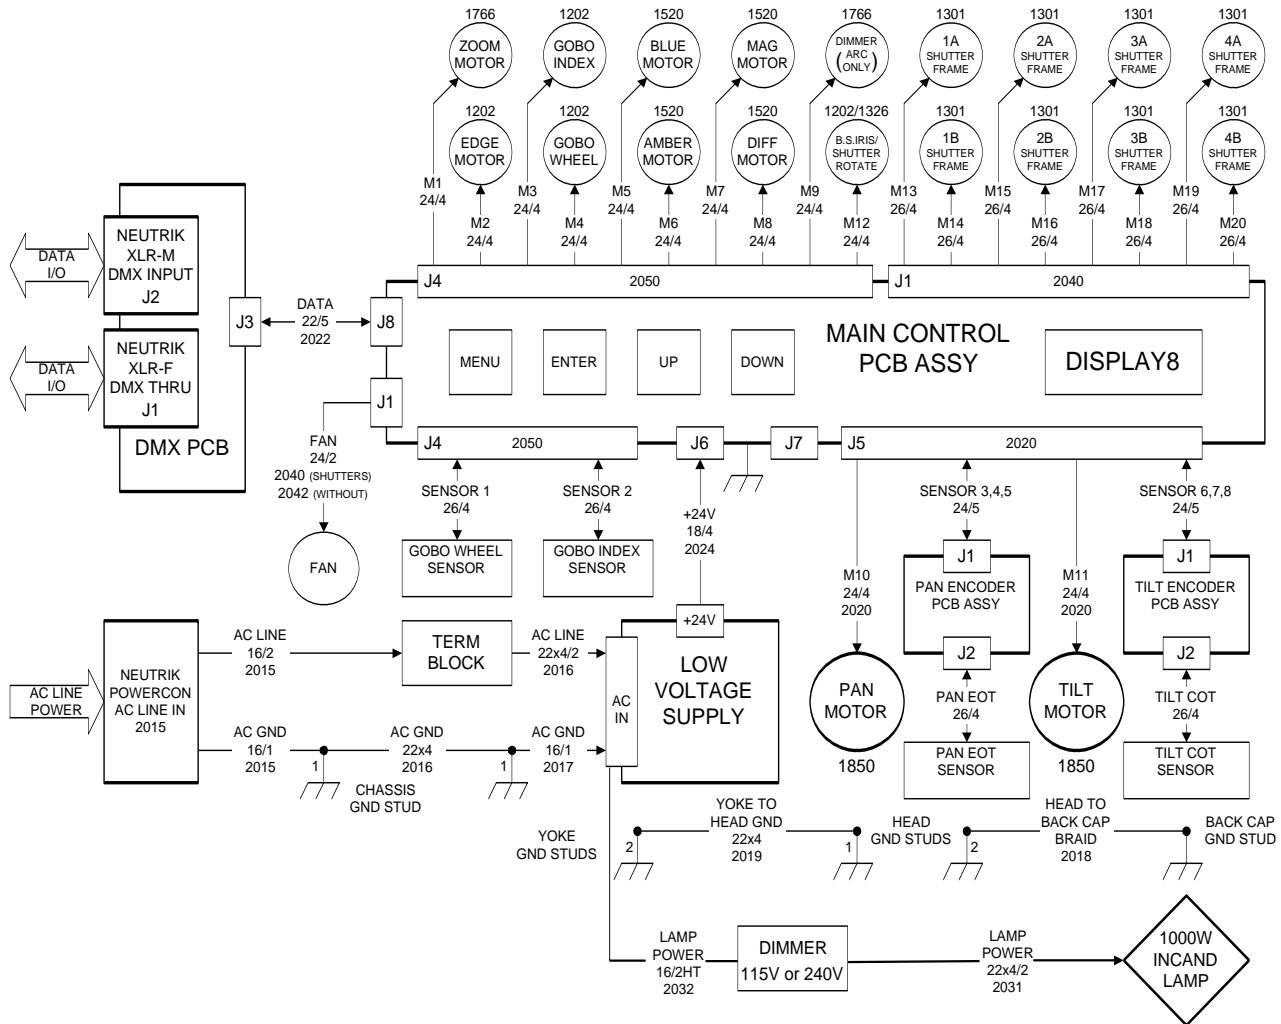 1766
ZOOM
MOTOR
1202
GOBO
INDEX
1520
BLUE
MOTOR
1520
MAG
MOTOR
1766
DIMMER
( ARC )
ONLY
1301
1A
SHUTTER
FRAME
1301
2A
SHUTTER
FRAME
1301
3A
SHUTTER
FRAME
1301
4A
SHUTTER
FRAME
1202
EDGE
MOTOR
1202
GOBO
WHEEL
1520
AMBER
MOTOR
1520
DIFF
MOTOR
1202/1326
B.S.IRIS/
SHUTTER
ROTATE
1301
1B
SHUTTER
FRAME
1301
2B
SHUTTER
FRAME
1301
3B
SHUTTER
FRAME
1301
4B
SHUTTER
FRAME
M1
24/4
M2
24/4
M3
24/4
M4
24/4
M5
24/4
M6
24/4
M7
24/4
M8
24/4
M9
24/4
M12
24/4
M13
26/4
M14
26/4
M15
26/4
M16
26/4
M17
26/4
M18
26/4
M19
26/4
M20
26/4
DATA
I/O
NEUTRIK
XLR-M
DMX INPUT
J2
DATA
I/O
NEUTRIK
XLR-F
DMX THRU
J1
DMX PCB
J3
DATA
22/5
2022
J8
J1
J4
2050
J1
2040
MENU
ENTER
UP
DOWN
MAIN CONTROL
PCB ASSY
DISPLAY8
J4
2050
J6
J7
J5
2020
FAN
24/2
2040 (SHUTTERS)
2042 (WITHOUT)
FAN
SENSOR 1
26/4
GOBO WHEEL
SENSOR
SENSOR 2
26/4
GOBO INDEX
SENSOR
+24V
18/4
2024
M10
24/4
2020
PAN
MOTOR
1850
SENSOR 3,4,5
24/5
J1
PAN ENCODER
PCB ASSY
J2
PAN EOT
26/4
PAN EOT
SENSOR
M11
24/4
2020
TILT
MOTOR
1850
SENSOR 6,7,8
24/5
J1
TILT ENCODER
PCB ASSY
J2
TILT COT
26/4
TILT COT
SENSOR
AC LINE
POWER
NEUTRIK
POWERCON
AC LINE IN
2015
AC LINE
16/2
2015
TERM
BLOCK
AC LINE
22x4/2
2016
+24V
AC
IN
LOW
VOLTAGE
SUPPLY
AC GND
16/1
2015
1
CHASSIS
GND STUD
AC GND
22x4
2016
1
AC GND
16/1
2017
YOKE
GND STUDS
2
YOKE TO
HEAD GND
22x4
2019
1
HEAD
GND STUDS
2
HEAD TO
BACK CAP
BRAID
2018
BACK CAP
GND STUD
LAMP
POWER
16/2HT
2032
DIMMER
115V or 240V
LAMP
POWER
22x4/2
2031
1000W
INCAND
LAMP